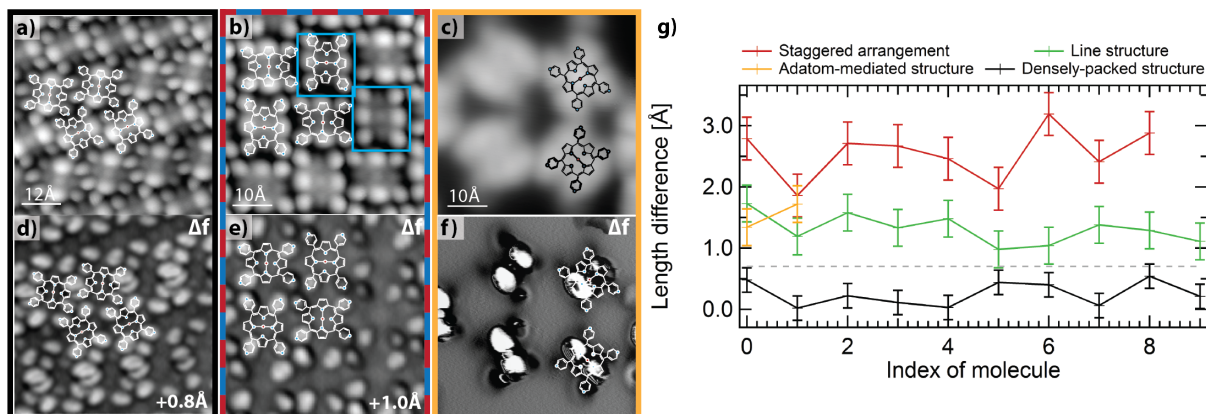 a)
b)
c)
12Å
10Å
10Å
d)
Δf
e)
Δf
f)
Δf
+0.8Å
+1.0Å
g)
Staggered arrangement
Line structure
Adatom-mediated structure
Densely-packed structure
Length difference [Å]
3.0
2.0
1.0
0.0
0 2 4 6 8
Index of molecule